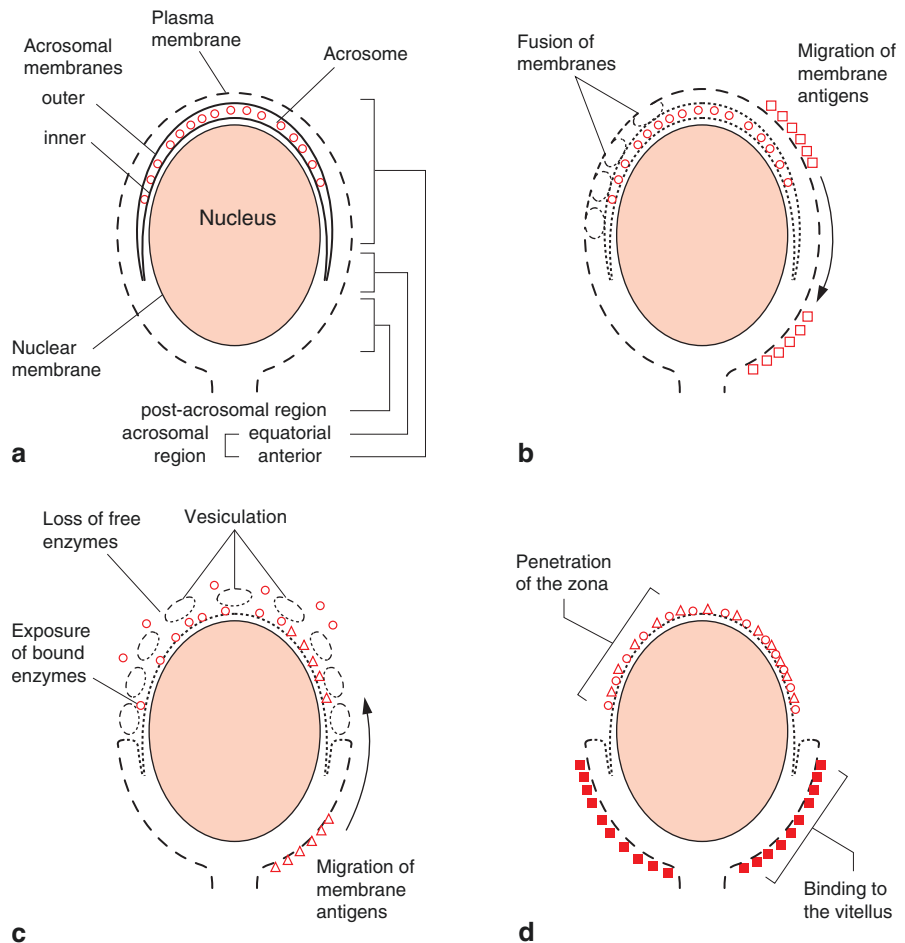 Plasma
membrane
Acrosomal
membranes
Acrosome
outer
inner
Nucleus
Nuclear
membrane
post-acrosomal region
acrosomal
region
equatorial
anterior
a
Fusion of
membranes
Migration of
membrane
antigens
b
Loss of free
enzymes
Vesiculation
Exposure
of bound
enzymes
Migration of
membrane
antigens
c
Penetration
of the zona
Binding to
the vitellus
d